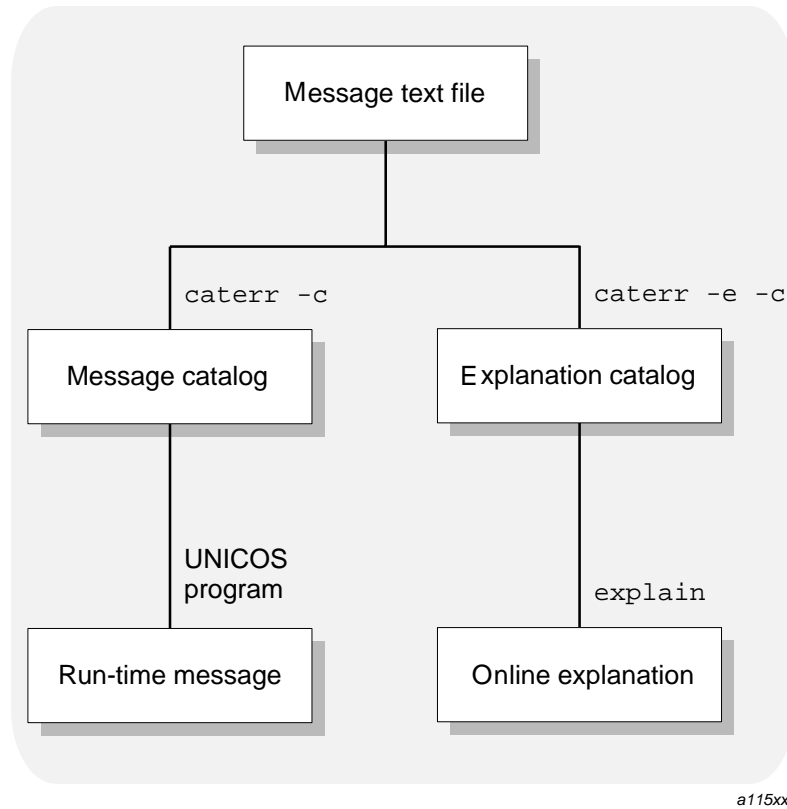 Message text file
caterr -c
caterr -e -c
Message catalog
Explanation catalog
UNICOS
program
explain
Run-time message
Online explanation
a115xx